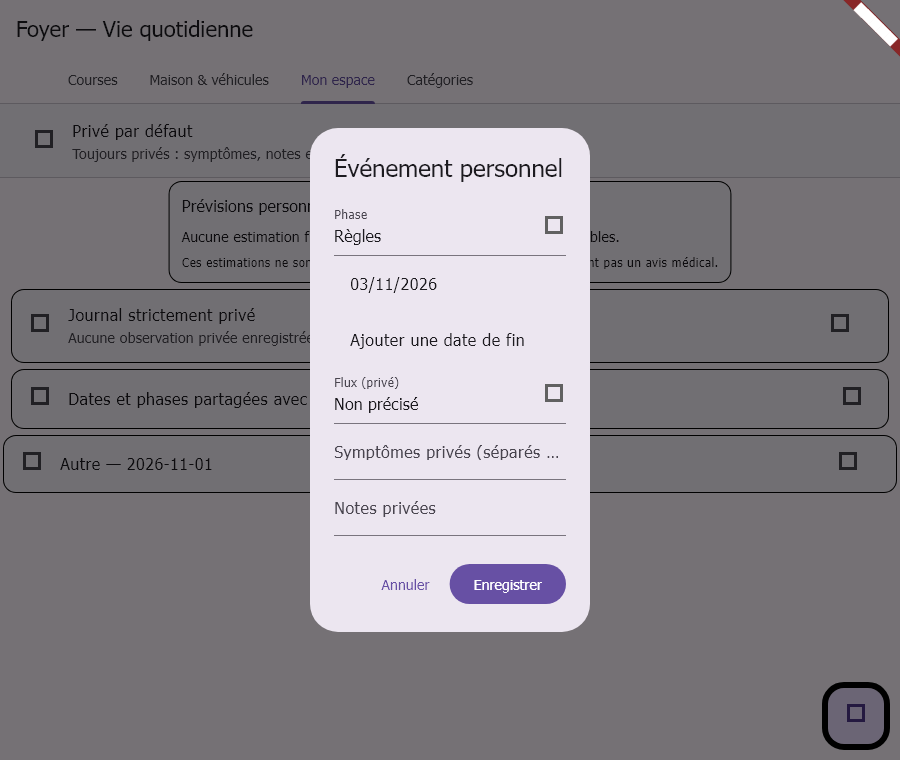 Foyer — Vie quotidienne
Courses
Maison & véhicules
Mon espace
Catégories
Privé par défaut
Toujours privés : symptômes, notes e
Prévisions personn
Aucune estimation f
bles.
Ces estimations ne son
nt pas un avis médical.
Journal strictement privé
Aucune observation privée enregistrée
Dates et phases partagées avec
Autre — 2026-11-01
Événement personnel
Phase
Règles
03/11/2026
Ajouter une date de fin
Flux (privé)
Non précisé
Symptômes privés (séparés ...
Notes privées
Annuler
Enregistrer